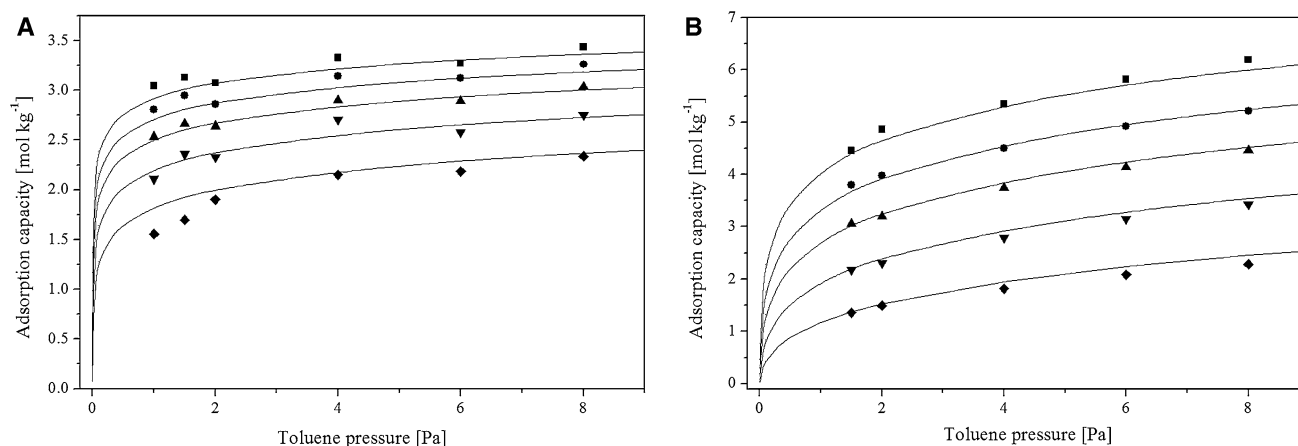 A
Adsorption capacity [mol kg⁻¹]
3.5
3.0
2.5
2.0
1.5
1.0
0.5
0.0
0 2 4 6 8
Toluene pressure [Pa]
B
Adsorption capacity [mol kg⁻¹]
7
6
5
4
3
2
1
0
0 2 4 6 8
Toluene pressure [Pa]